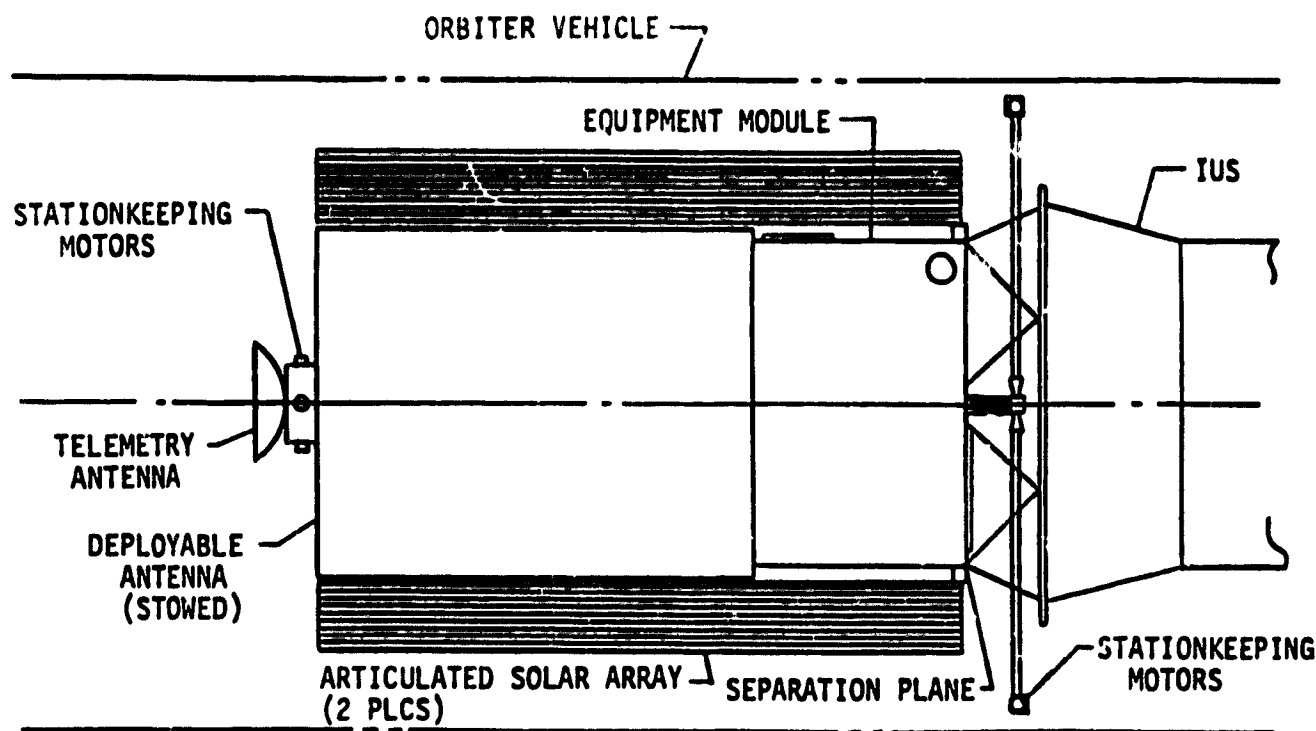 ORBITER VEHICLE
EQUIPMENT MODULE
IUS
STATIONKEEPING
MOTORS
TELEMETRY
ANTENNA
DEPLOYABLE
ANTENNA
(STOWED)
ARTICULATED SOLAR ARRAY
(2 PLCS)
SEPARATION PLANE
STATIONKEEPING
MOTORS